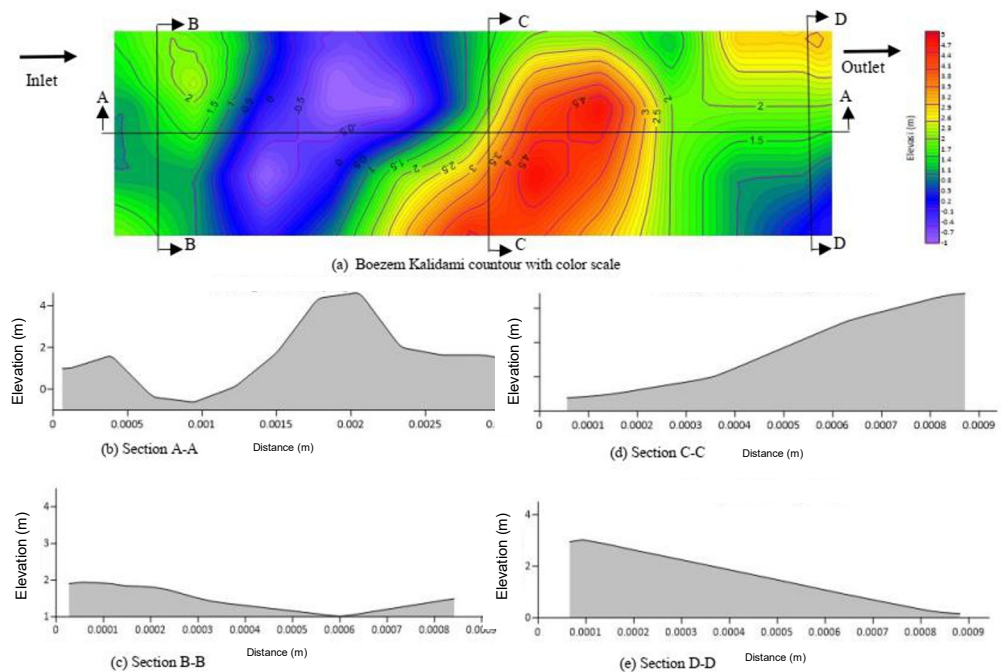 B C D
Inlet Outlet
A A
2 1.5 1 0.5 0 -0.5 -0.5 0 0.5 1 1.5 2 2.5 3 3.5 4 4.5 4.5 3 2.5 2 2 1.5
B C D
Elevasi (m)
5
4.7
4.4
4.1
3.8
3.5
3.2
2.9
2.6
2.3
2
1.7
1.4
1.1
0.8
0.5
0.2
-0.1
-0.4
-0.7
-1
(a) Boezem Kalidami countour with color scale
Elevation (m)
4
2
0
0 0.0005 0.001 0.0015 0.002 0.0025 0.
(b) Section A-A Distance (m)
Elevation (m)
0 0.0001 0.0002 0.0003 0.0004 0.0005 0.0006 0.0007 0.0008 0.0009
(d) Section C-C Distance (m)
Elevation (m)
4
3
2
1
0 0.0001 0.0002 0.0003 0.0004 0.0005 0.0006 0.0007 0.0008 0.0009
Distance (m)
(c) Section B-B
Elevation (m)
4
2
0
0 0.0001 0.0002 0.0003 0.0004 0.0005 0.0006 0.0007 0.0008 0.0009
Distance (m)
(e) Section D-D